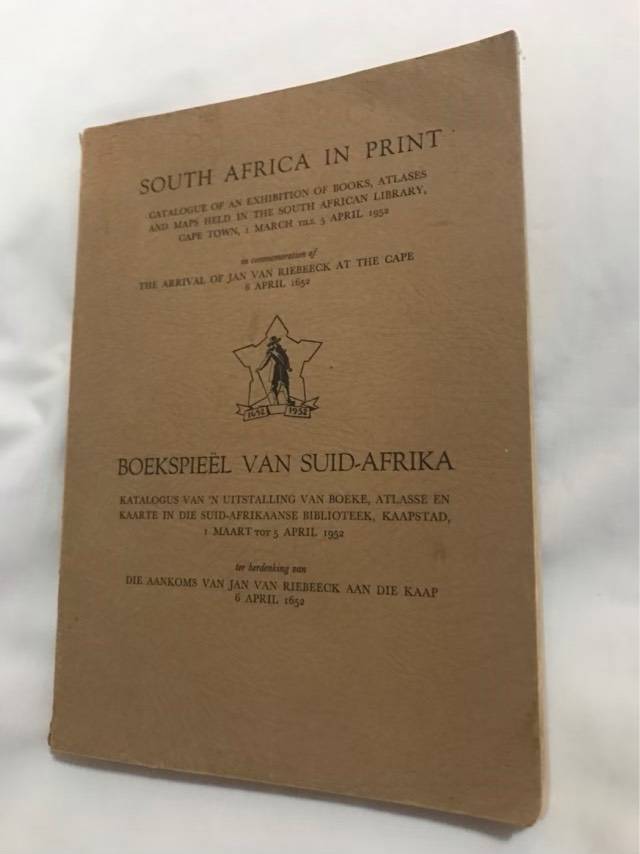 SOUTH AFRICA IN PRINT
CATALOGUE OF AN EXHIBITION OF BOOKS, ATLASES
AND MAPS HELD IN THE SOUTH AFRICAN LIBRARY,
CAPE TOWN, 1 MARCH TILL 5 APRIL 1952
in commemoration of
THE ARRIVAL OF JAN VAN RIEBEECK AT THE CAPE
6 APRIL 1652
1652 1952
BOEKSPIEËL VAN SUID-AFRIKA
KATALOGUS VAN 'N UITSTALLING VAN BOEKE, ATLASSE EN
KAARTE IN DIE SUID-AFRIKAANSE BIBLIOTEEK, KAAPSTAD,
1 MAART TOT 5 APRIL 1952
ter herdenking van
DIE AANKOMS VAN JAN VAN RIEBEECK AAN DIE KAAP
6 APRIL 1652